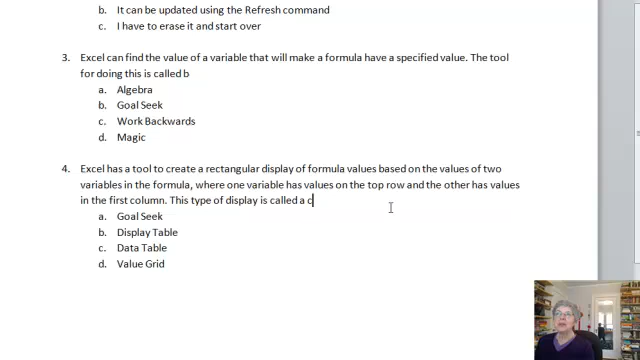 b. It can be updated using the Refresh command
c. I have to erase it and start over
3. Excel can find the value of a variable that will make a formula have a specified value. The tool
for doing this is called b
a. Algebra
b. Goal Seek
c. Work Backwards
d. Magic
4. Excel has a tool to create a rectangular display of formula values based on the values of two
variables in the formula, where one variable has values on the top row and the other has values
in the first column. This type of display is called a c
a. Goal Seek
b. Display Table
c. Data Table
d. Value Grid